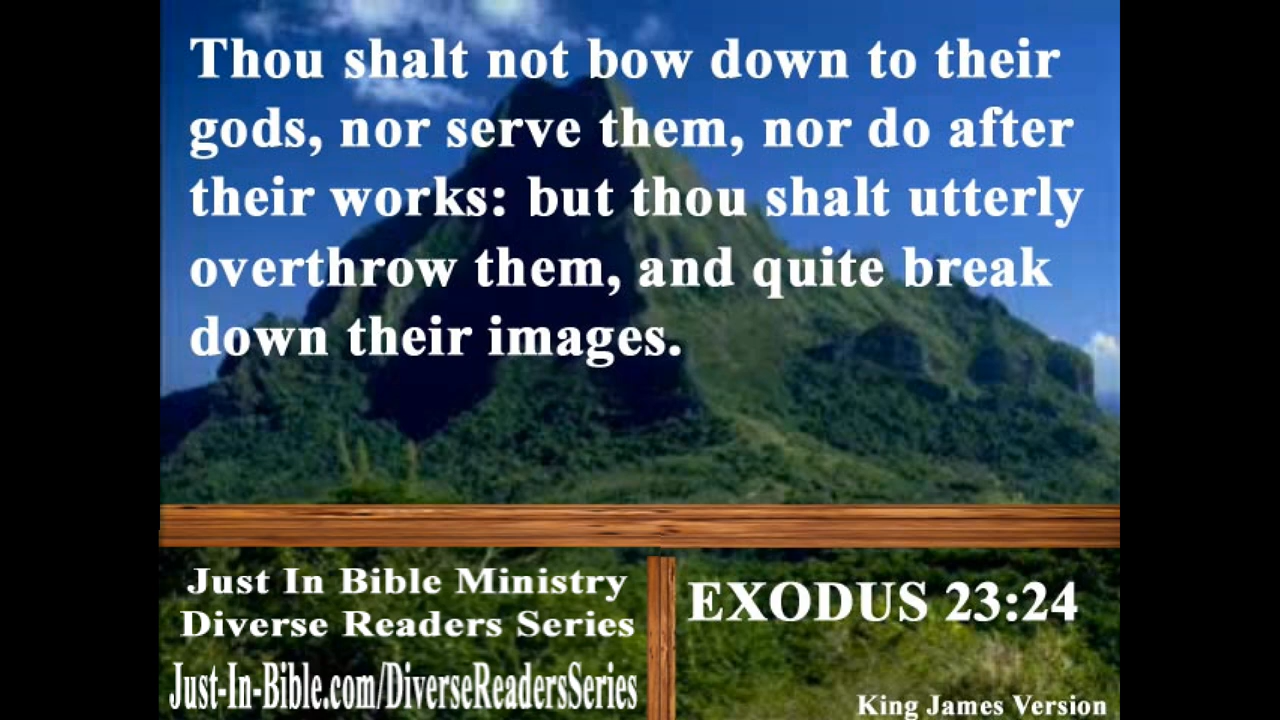 Thou shalt not bow down to their
gods, nor serve them, nor do after
their works: but thou shalt utterly
overthrow them, and quite break
down their images.
Just In Bible Ministry
Diverse Readers Series
Just-In-Bible.com/DiverseReadersSeries
EXODUS 23:24
King James Version